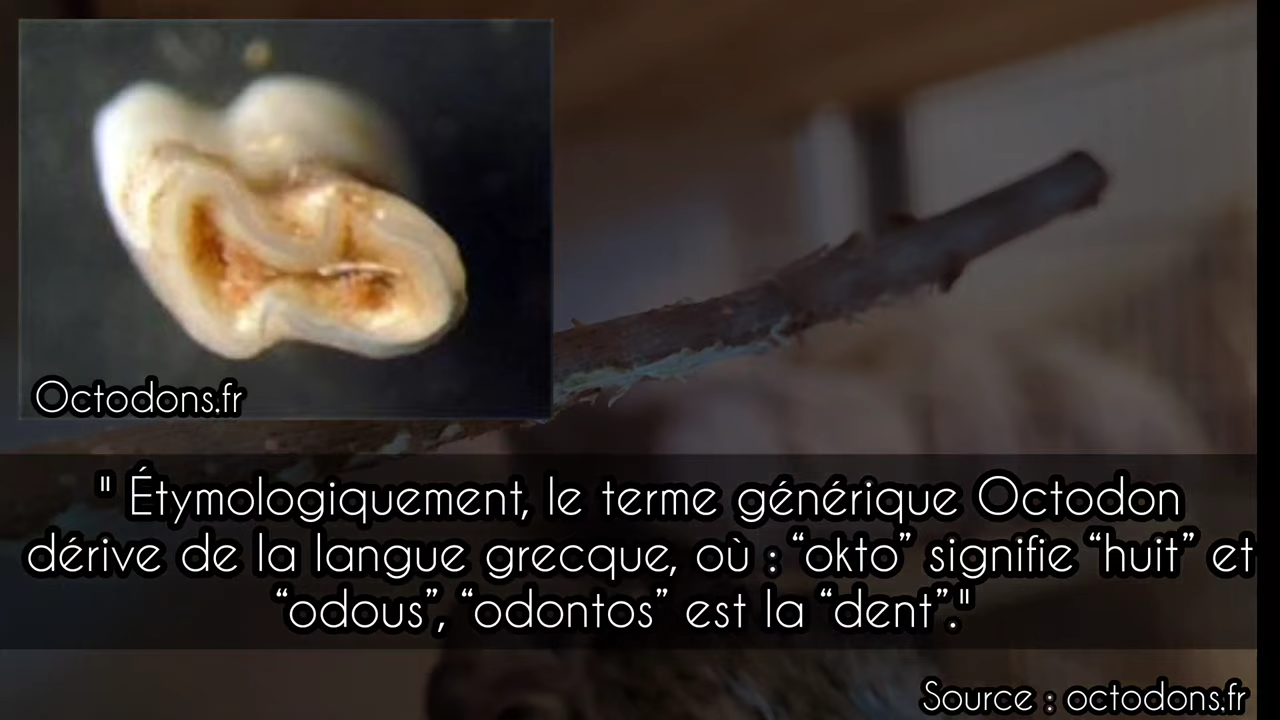 Octodons.fr
" Étymologiquement, le terme générique Octodon
dérive de la langue grecque, où : “okto” signifie “huit” et
“odous”, “odontos” est la “dent”."
Source : octodons.fr